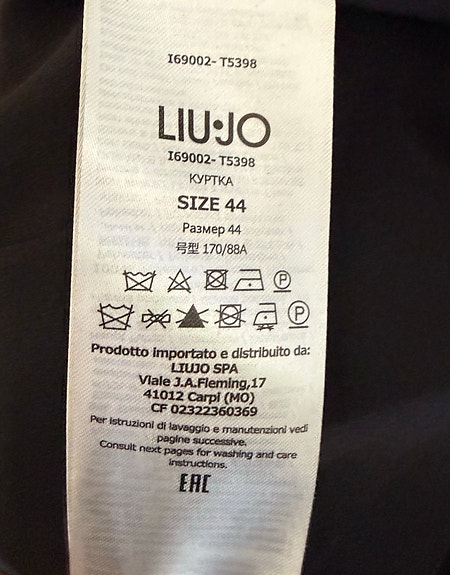 I69002- T5398
LIU•JO
I69002- T5398
КУРТКА
SIZE 44
Размер 44
号型 170/88A
P
P
Prodotto importato e distribuito da:
LIUJO SPA
Viale J.A.Fleming,17
41012 Carpi (MO)
CF 02322360369
Per istruzioni di lavaggio e manutenzioni vedi
pagine successive.
Consult next pages for washing and care
instructions.
EAC